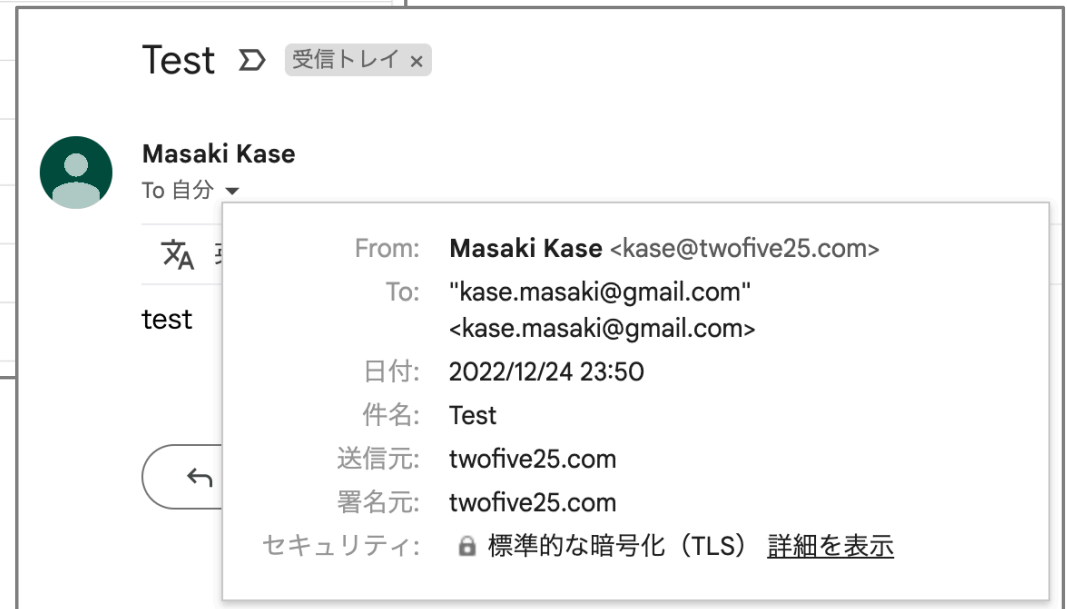 Test 受信トレイ ×
Masaki Kase
To 自分
From: Masaki Kase <kase@twofive25.com>
To: "kase.masaki@gmail.com"
<kase.masaki@gmail.com>
test
日付: 2022/12/24 23:50
件名: Test
送信元: twofive25.com
署名元: twofive25.com
セキュリティ: 標準的な暗号化（TLS） 詳細を表示